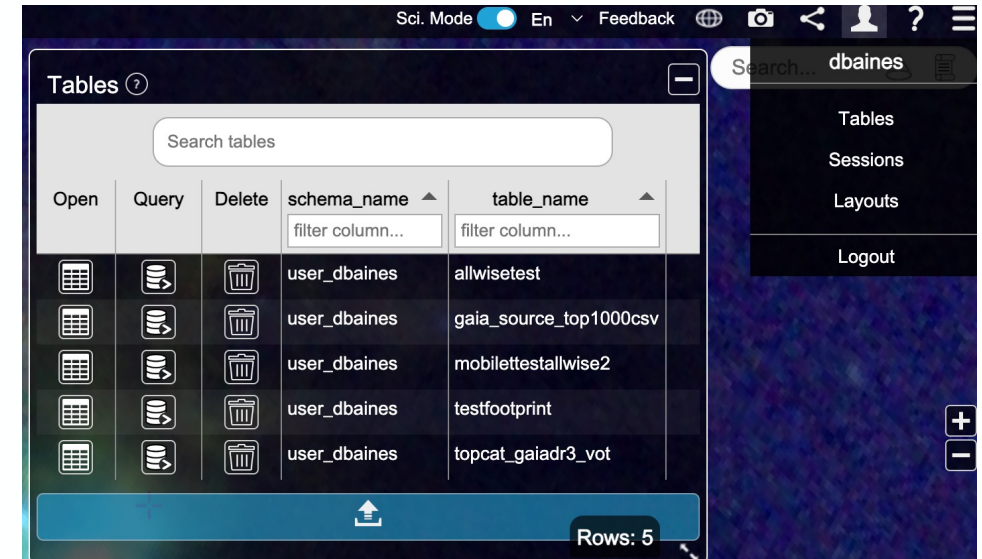 Sci. Mode En Feedback ?
Tables ?
Search... dbaines
Search tables
Tables
Sessions
Layouts
Logout
Open Query Delete schema_name table_name
filter column... filter column...
user_dbaines allwisetest
user_dbaines gaia_source_top1000csv
user_dbaines mobilettestallwise2
user_dbaines testfootprint
user_dbaines topcat_gaiadr3_vot
Rows: 5